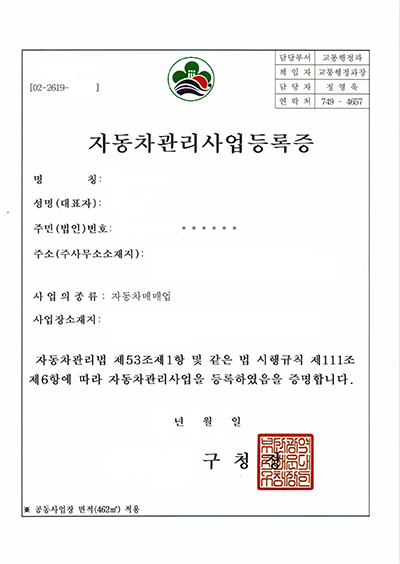 [02-2619- ]
담당부서 교통행정과
책 임 자 교통행정과장
담 당 자 정 영 욱
연 락 처 749 - 4657
자동차관리사업등록증
명 칭:
성명(대표자):
주민(법인)번호: * * * * * *
주소(주사무소소재지):
사 업 의 종 류 : 자동차매매업
사업장소재지:
자동차관리법 제53조제1항 및 같은 법 시행규칙 제111조
제6항에 따라 자동차관리사업을 등록하였음을 증명합니다.
년 월 일
구 청 장
※ 공동사업장 면적(462㎡) 적용